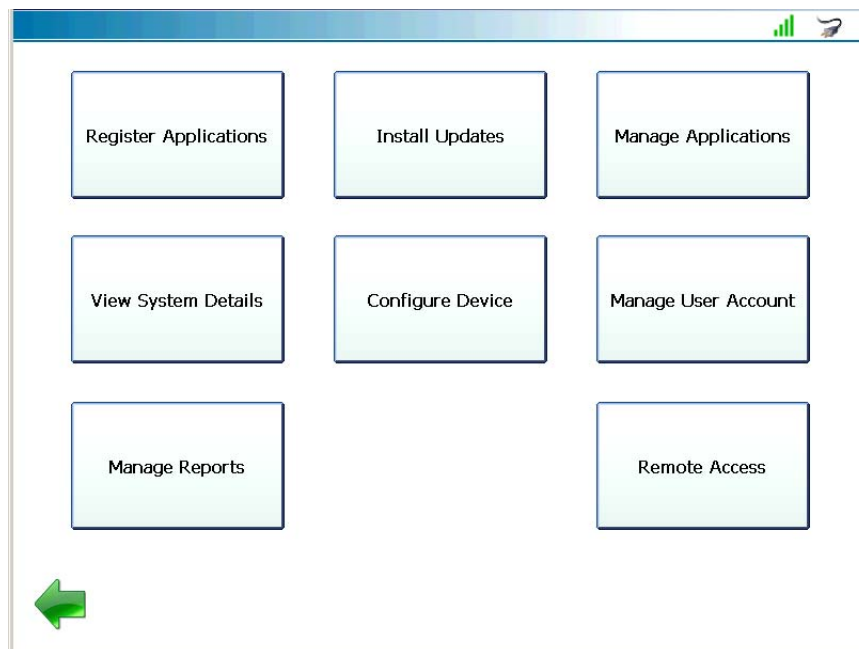 Register Applications
Install Updates
Manage Applications
View System Details
Configure Device
Manage User Account
Manage Reports
Remote Access